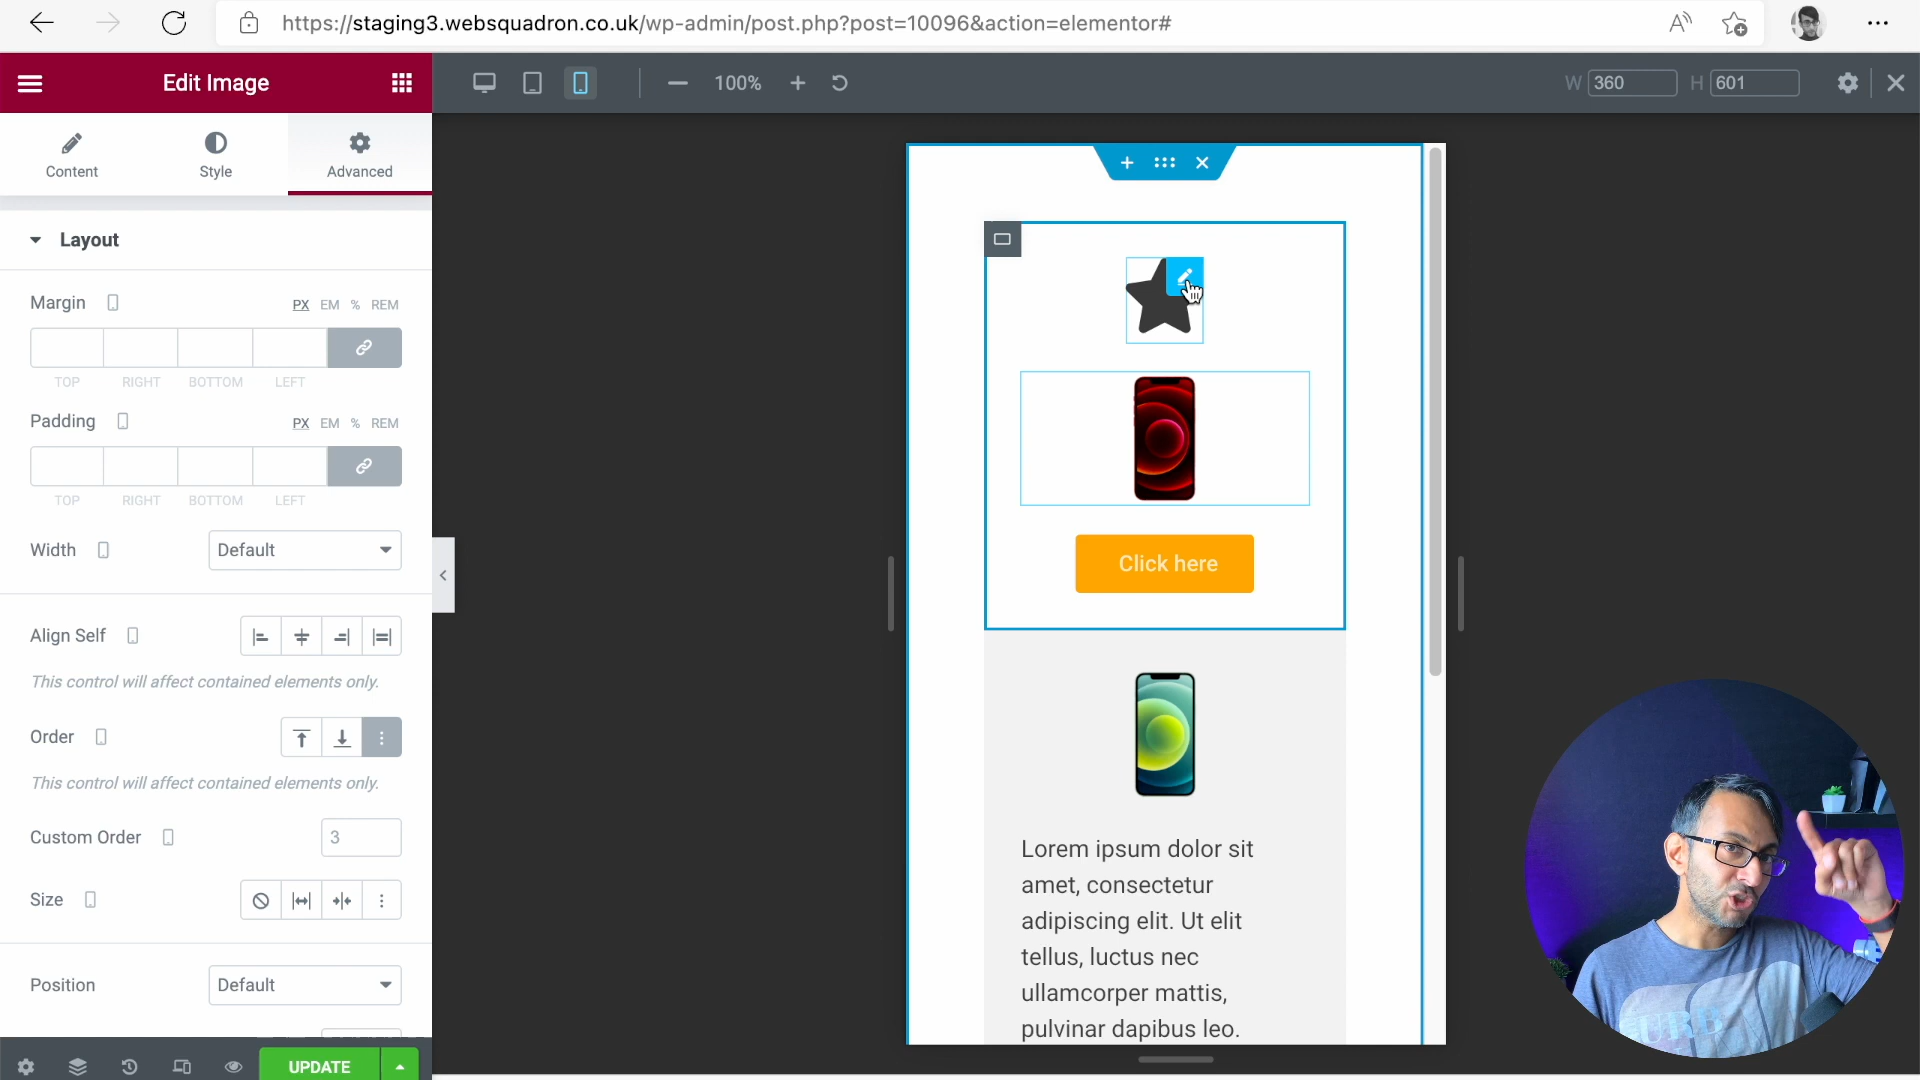 https://staging3.websquadron.co.uk/wp-admin/post.php?post=10096&action=elementor#
Edit Image
100%
W 360 H 601
Content
Style
Advanced
Layout
Margin PX EM % REM
TOP RIGHT BOTTOM LEFT
Padding PX EM % REM
TOP RIGHT BOTTOM LEFT
Width Default
Align Self
This control will affect contained elements only.
Order
This control will affect contained elements only.
Custom Order 3
Size
Position Default
UPDATE
Click here
Lorem ipsum dolor sit
amet, consectetur
adipiscing elit. Ut elit
tellus, luctus nec
ullamcorper mattis,
pulvinar dapibus leo.